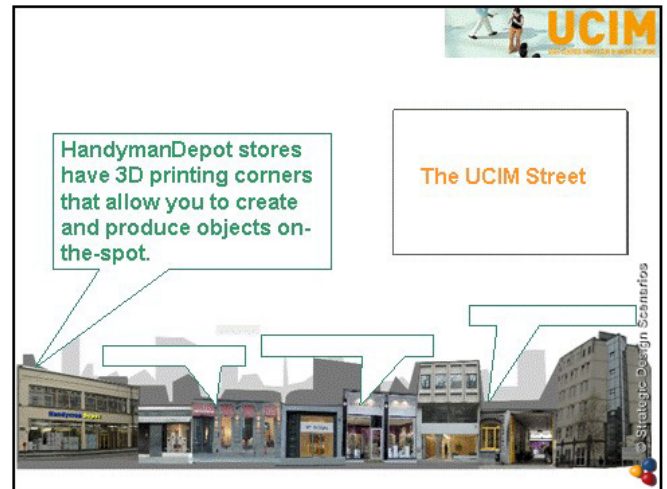 UCIM
HandymanDepot stores
have 3D printing corners
that allow you to create
and produce objects on-
the-spot.
The UCIM Street
© Strategic Design Scenarios
HandymanDepot